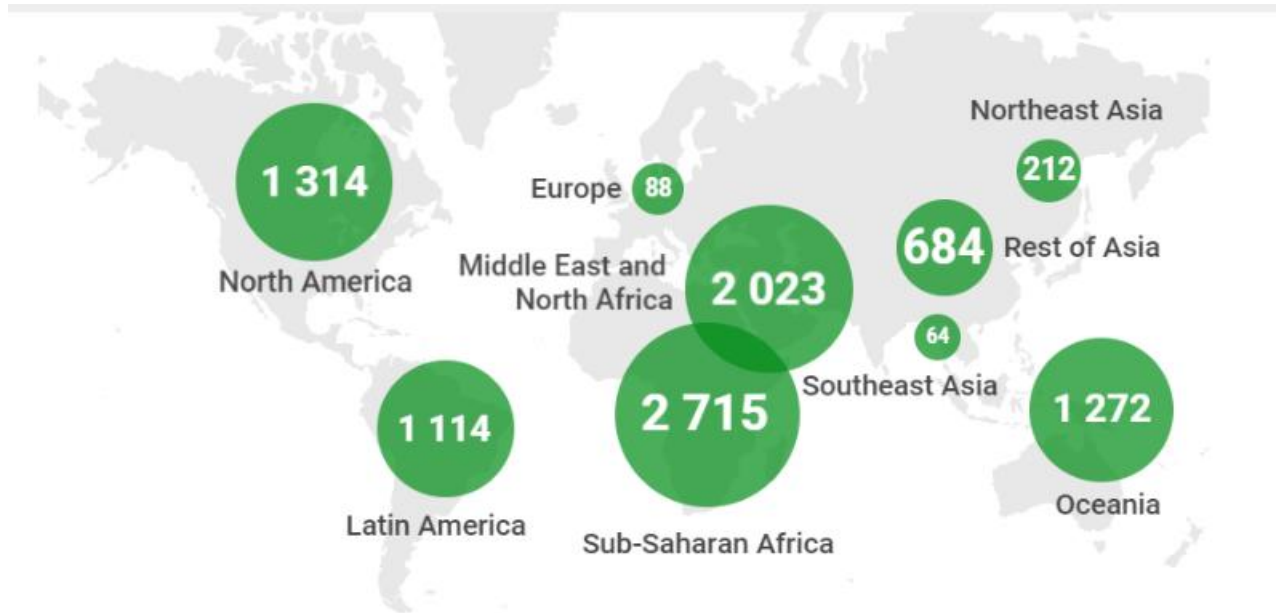 Northeast Asia
212
1 314
North America
Europe
88
684
Rest of Asia
Middle East and
North Africa
2 023
64
Southeast Asia
1 114
Latin America
2 715
Sub-Saharan Africa
1 272
Oceania